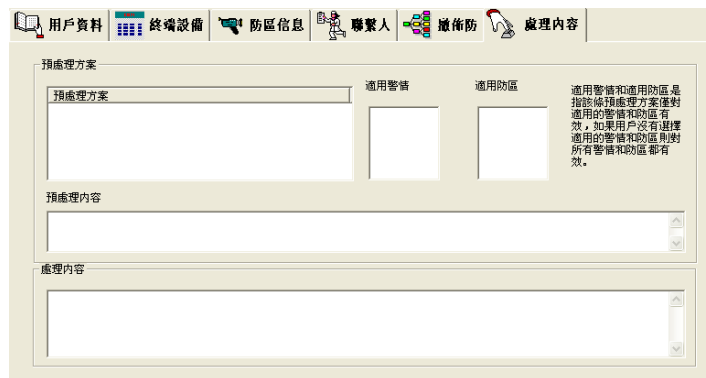 用戶資料 終端設備 防區信息 聯繫人 撤佈防 處理內容
預處理方案
預處理方案
適用警情
適用防區
適用警情和適用防區是
指該條預處理方案僅對
適用的警情和防區有
效，如果用戶沒有選擇
適用的警情和防區則對
所有警情和防區都有
效。
預處理內容
處理內容